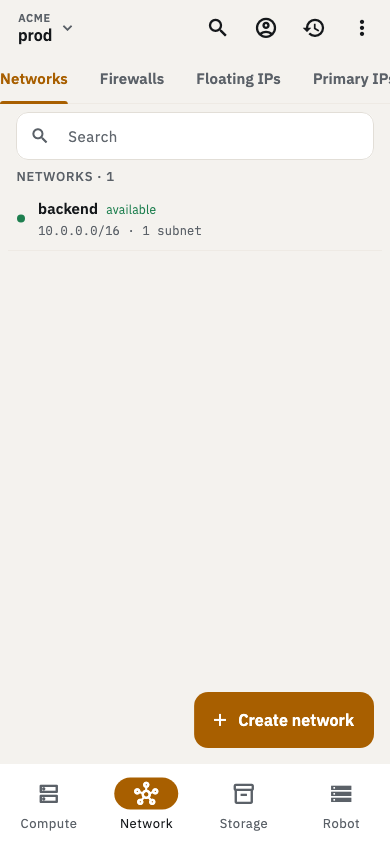 ACME
prod
Networks Firewalls Floating IPs Primary IPs
Search
NETWORKS · 1
backend available
10.0.0.0/16 · 1 subnet
+ Create network
Compute Network Storage Robot